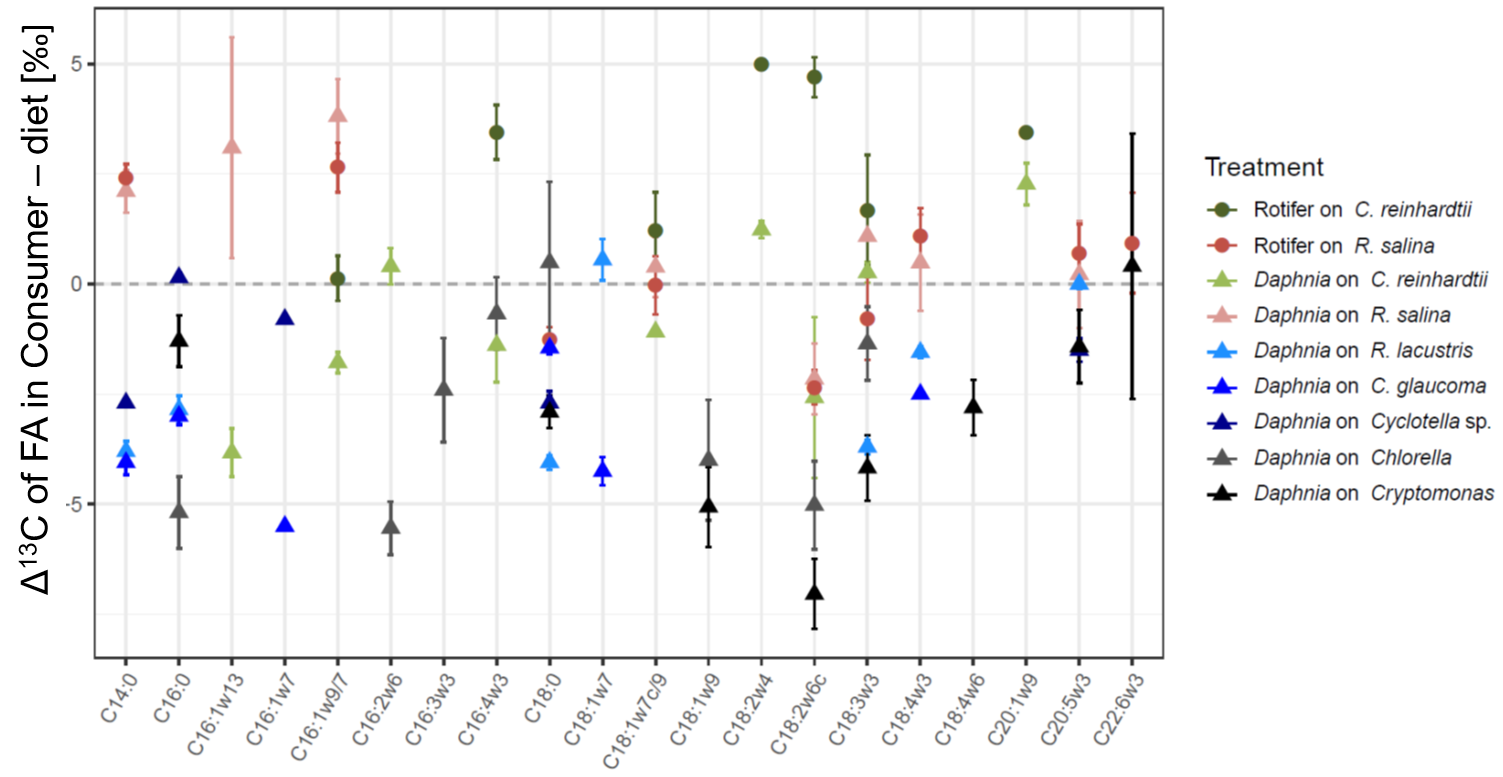 Δ¹³C of FA in Consumer – diet [‰]
5
0
-5
C14:0
C16:0
C16:1w13
C16:1w7
C16:1w9/7
C16:2w6
C16:3w3
C16:4w3
C18:0
C18:1w7
C18:1w7c/9
C18:1w9
C18:2w4
C18:2w6c
C18:3w3
C18:4w3
C18:4w6
C20:1w9
C20:5w3
C22:6w3
Treatment
Rotifer on C. reinhardtii
Rotifer on R. salina
Daphnia on C. reinhardtii
Daphnia on R. salina
Daphnia on R. lacustris
Daphnia on C. glaucoma
Daphnia on Cyclotella sp.
Daphnia on Chlorella
Daphnia on Cryptomonas